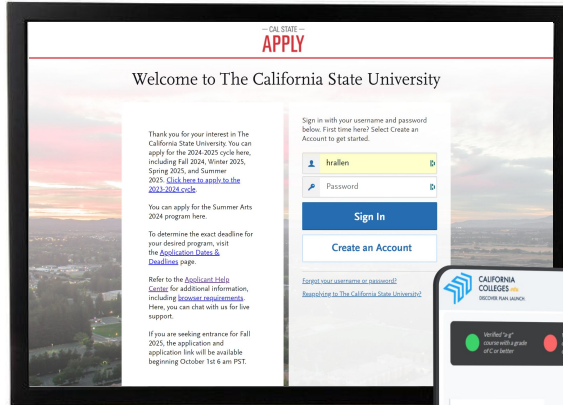 CAL STATE
APPLY
Welcome to The California State University
Thank you for your interest in The
California State University. You can
apply for the 2024-2025 cycle here,
including Fall 2024, Winter 2025,
Spring 2025, and Summer
2025. Click here to apply to the
2023-2024 cycle.
You can apply for the Summer Arts
2024 program here.
To determine the exact deadline for
your desired program, visit
the Application Dates &
Deadlines page.
Refer to the Applicant Help
Center for additional information,
including browser requirements.
Here, you can chat with us for live
support.
If you are seeking entrance for Fall
2025, the application and
application link will be available
beginning October 1st 6 am PST.
Sign in with your username and password
below. First time here? Select Create an
Account to get started.
hrallen
Password
Sign In
Create an Account
Forgot your username or password?
Reapplying to The California State University?
CALIFORNIA
COLLEGES
DISCOVER PLAN LAUNCH
Verified "a-g"
course with a grade
of C or better